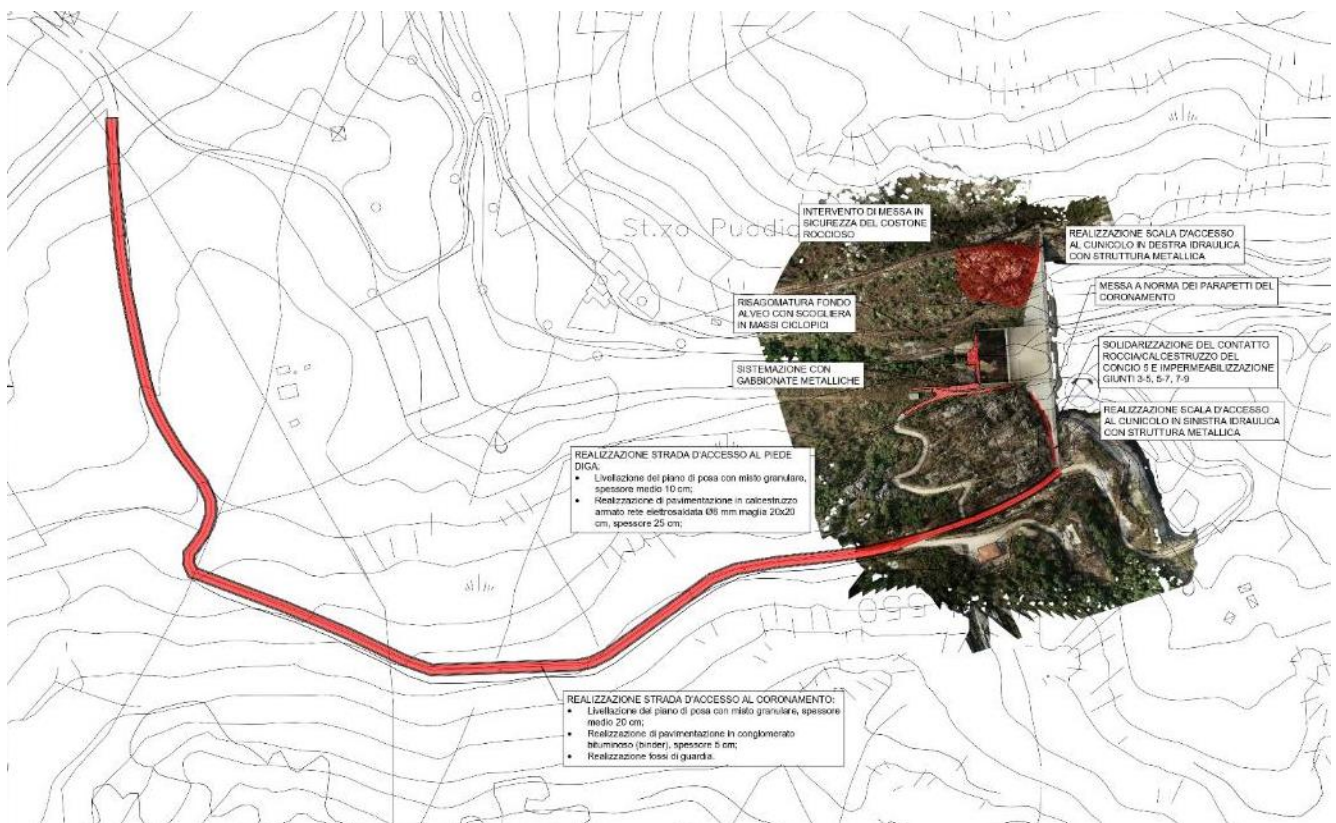 St.zo Puddia
INTERVENTO DI MESSA IN
SICUREZZA DEL COSTONE
ROCCIOSO
REALIZZAZIONE SCALA D'ACCESSO
AL CUNICOLO IN DESTRA IDRAULICA
CON STRUTTURA METALLICA
MESSA A NORMA DEI PARAPETTI DEL
CORONAMENTO
RISAGOMATURA FONDO
ALVEO CON SCOGLIERA
IN MASSI CICLOPICI
SOLIDARIZZAZIONE DEL CONTATTO
ROCCIA/CALCESTRUZZO DEL
CONCIO 5 E IMPERMEABILIZZAZIONE
GIUNTI 3-5, 5-7, 7-9
SISTEMAZIONE CON
GABBIONATE METALLICHE
REALIZZAZIONE SCALA D'ACCESSO
AL CUNICOLO IN SINISTRA IDRAULICA
CON STRUTTURA METALLICA
REALIZZAZIONE STRADA D'ACCESSO AL PIEDE
DIGA:
• Livellazione del piano di posa con misto granulare,
spessore medio 10 cm;
• Realizzazione di pavimentazione in calcestruzzo
armato rete elettrosaldata Ø8 mm maglia 20x20
cm, spessore 25 cm;
550
REALIZZAZIONE STRADA D'ACCESSO AL CORONAMENTO:
• Livellazione del piano di posa con misto granulare, spessore
medio 20 cm;
• Realizzazione di pavimentazione in conglomerato
bituminoso (binder), spessore 5 cm;
• Realizzazione fossi di guardia.